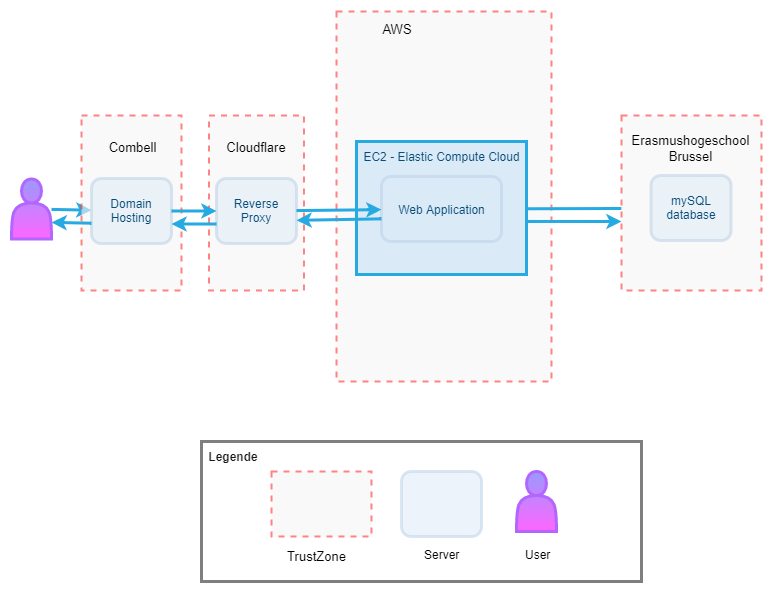 AWS
Combell
Cloudflare
Erasmushogeschool
Brussel
EC2 - Elastic Compute Cloud
Domain
Hosting
Reverse
Proxy
Web Application
mySQL
database
Legende
TrustZone
Server
User